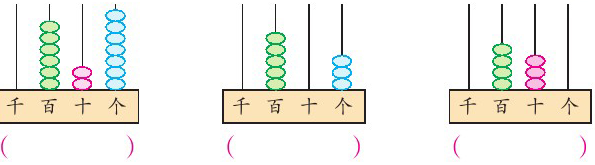 千 百 十 个 千 百 十 个 千 百 十 个
( ) ( ) ( )